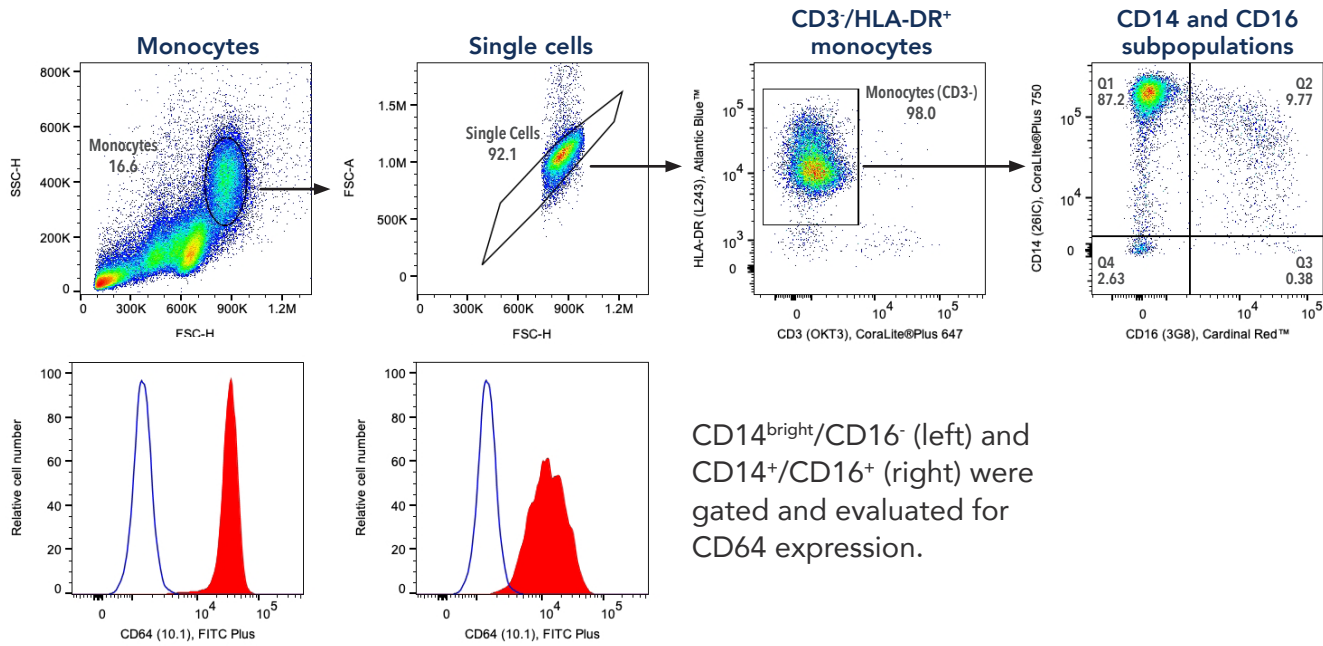 Monocytes
Single cells
CD3⁻/HLA-DR⁺
monocytes
CD14 and CD16
subpopulations
800K
600K
400K
200K
0
SSC-H
Monocytes
16.6
0
300K
600K
900K
1.2M
FSC-H
1.5M
1.0M
500K
0
FSC-A
Single Cells
92.1
0
300K
600K
900K
1.2M
FSC-H
10⁵
10⁴
10³
0
HLA-DR (L243), Atlantic Blue™
Monocytes (CD3-)
98.0
0
10⁴
10⁵
CD3 (OKT3), CoraLite®Plus 647
10⁵
10⁴
0
CD14 (26IC), CoraLite®Plus 750
Q1
87.2
Q2
9.77
Q4
2.63
Q3
0.38
0
10⁴
10⁵
CD16 (3G8), Cardinal Red™
100
80
60
40
20
0
Relative cell number
0
10⁴
10⁵
CD64 (10.1), FITC Plus
100
80
60
40
20
0
Relative cell number
0
10⁴
10⁵
CD64 (10.1), FITC Plus
CD14ᵇʳⁱᵍʰᵗ/CD16⁻ (left) and
CD14⁺/CD16⁺ (right) were
gated and evaluated for
CD64 expression.